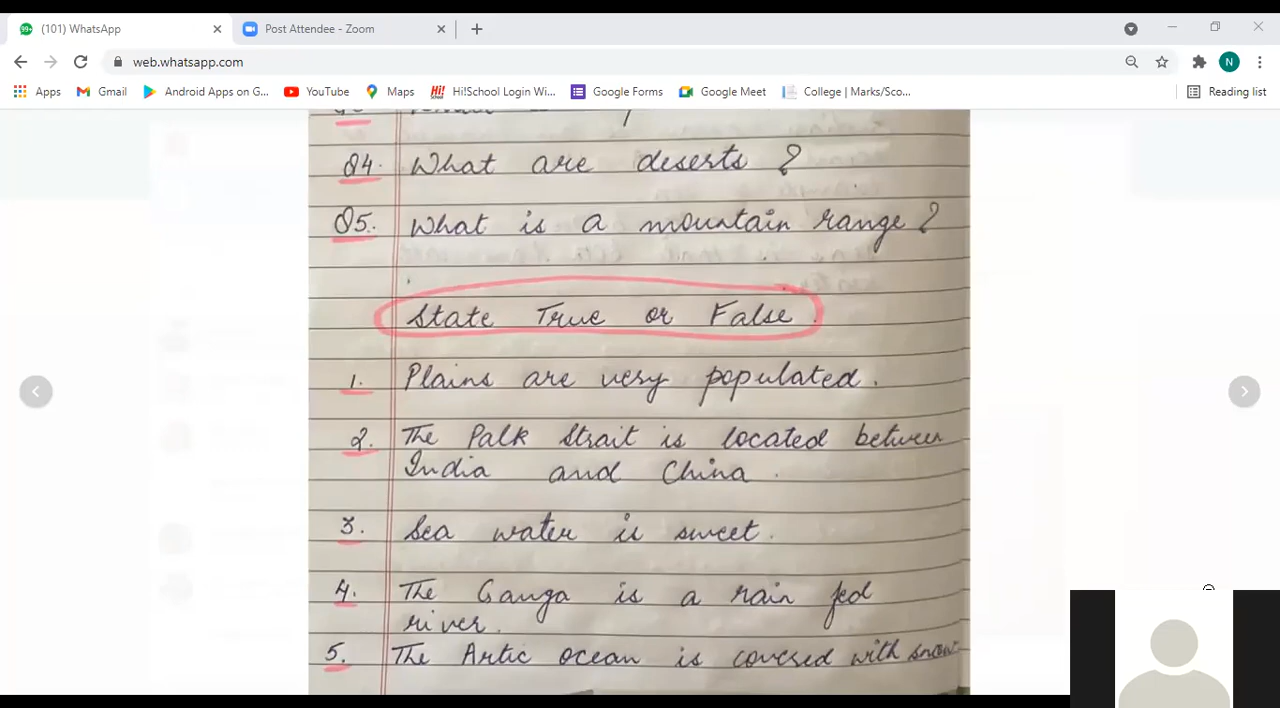 (101) WhatsApp
Post Attendee - Zoom
web.whatsapp.com
Apps
Gmail
Android Apps on G...
YouTube
Maps
Hi!School Login Wi...
Google Forms
Google Meet
College | Marks/Sco...
Reading list
Q4. What are deserts ?
Q5. What is a mountain range ?
State True or False.
1. Plains are very populated.
2. The Palk Strait is located between
India and China.
3. Sea water is sweet.
4. The Ganga is a rain fed
river.
5. The Artic ocean is covered with snow